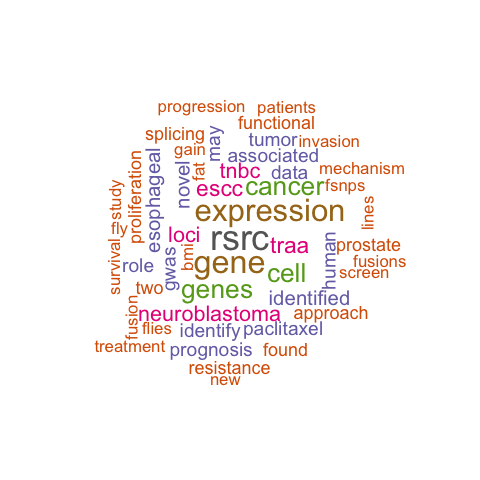 progression patients
splicing functional
gain may tumor invasion
associated
esophageal novel fat tnbc data mechanism
proliferation escc cancer fsnps
study expression lines
fly loci rsrc traa human prostate
survival role gwas bmi gene cell fusions
screen
two genes identified
fusion neuroblastoma approach
flies identify paclitaxel
treatment prognosis found
resistance
new